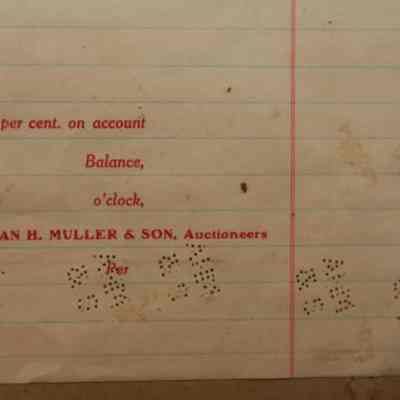 per cent. on account
Balance,
o'clock,
AN H. MULLER & SON, Auctioneers
Per